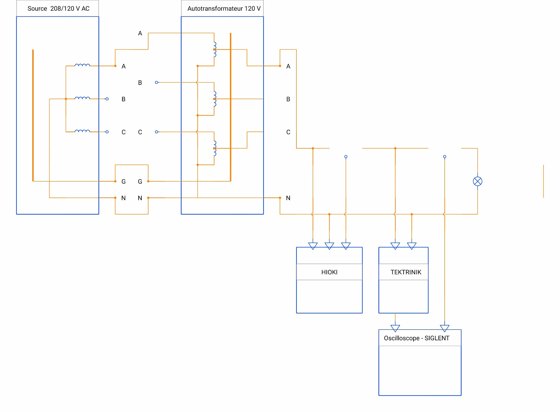 Source 208/120 V AC
Autotransformateur 120 V
A
A
A
B
B
B
C
C
C
G
G
N
N
N
HIOKI
TEKTRINIK
Oscilloscope - SIGLENT